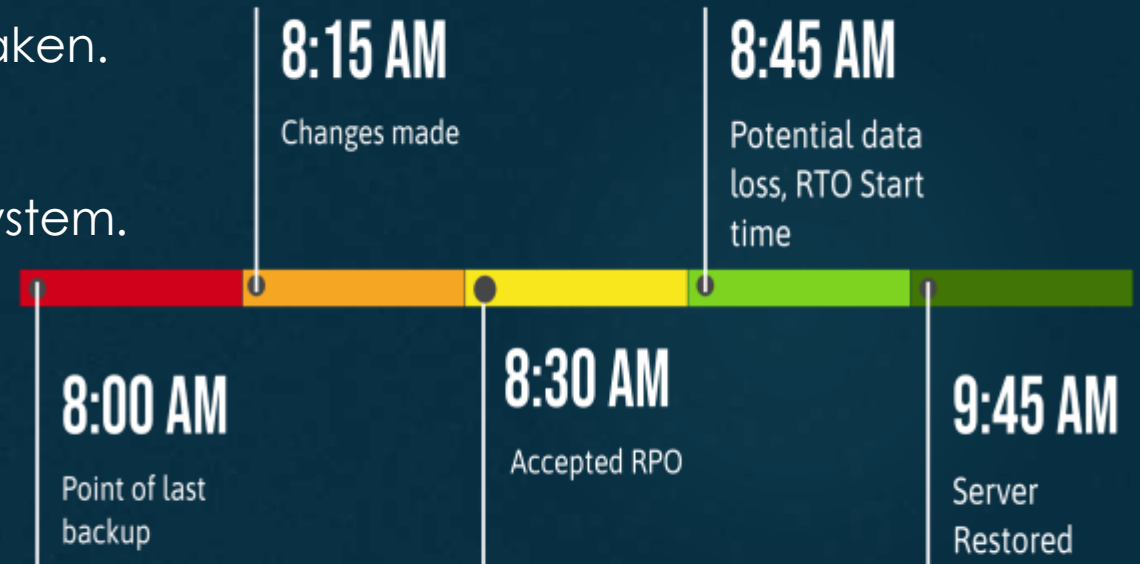 aken.
ystem.
8:15 AM
Changes made
8:45 AM
Potential data
loss, RTO Start
time
8:00 AM
Point of last
backup
8:30 AM
Accepted RPO
9:45 AM
Server
Restored